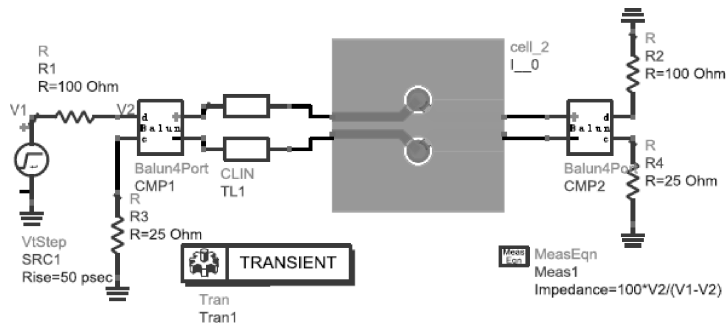 R
R1
R=100 Ohm
V1
V2
d
Balun
c
+
−
Balun4Port
CMP1
CLIN
TL1
cell_2
I__0
d
Balun
c
+
−
Balun4Port
CMP2
R
R2
R=100 Ohm
R
R4
R=25 Ohm
R
R3
R=25 Ohm
VtStep
SRC1
Rise=50 psec
TRANSIENT
Tran
Tran1
Meas
Eqn
MeasEqn
Meas1
Impedance=100*V2/(V1-V2)